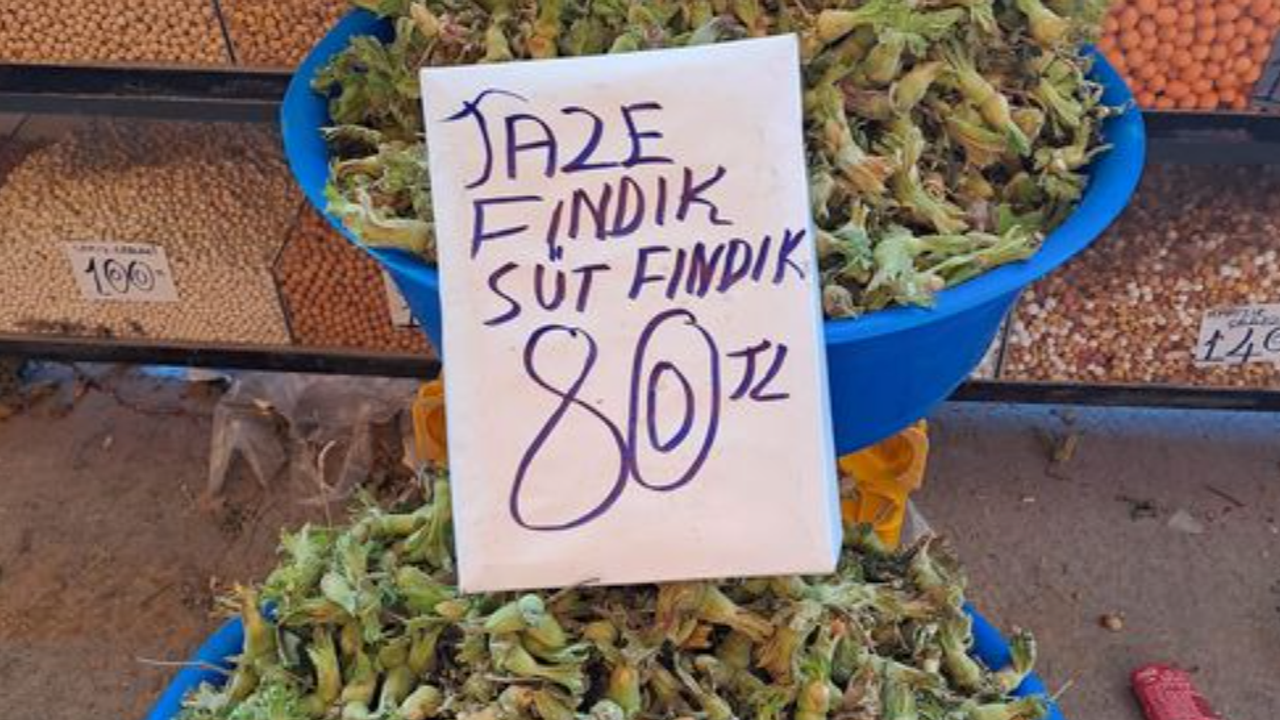 TAZE
FINDIK
SÜT FINDIK
80 TL
100
140